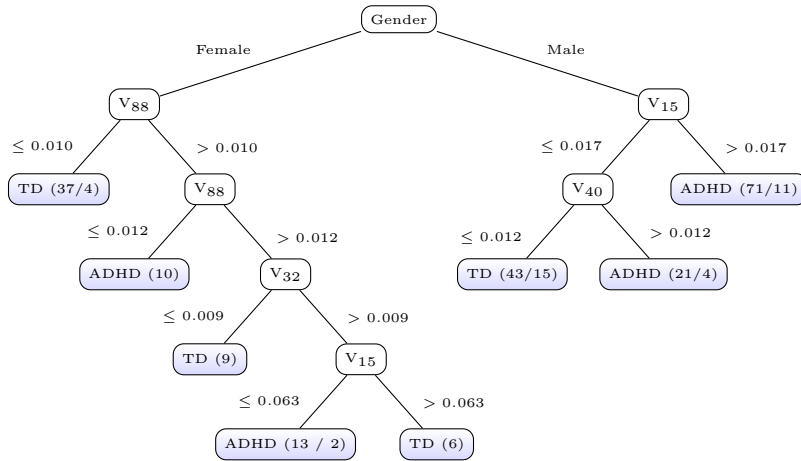 Gender
Female
Male
V₈₈
V₁₅
≤ 0.010
> 0.010
≤ 0.017
> 0.017
TD (37/4)
V₈₈
V₄₀
ADHD (71/11)
≤ 0.012
> 0.012
≤ 0.012
> 0.012
ADHD (10)
V₃₂
TD (43/15)
ADHD (21/4)
≤ 0.009
> 0.009
TD (9)
V₁₅
≤ 0.063
> 0.063
ADHD (13 / 2)
TD (6)